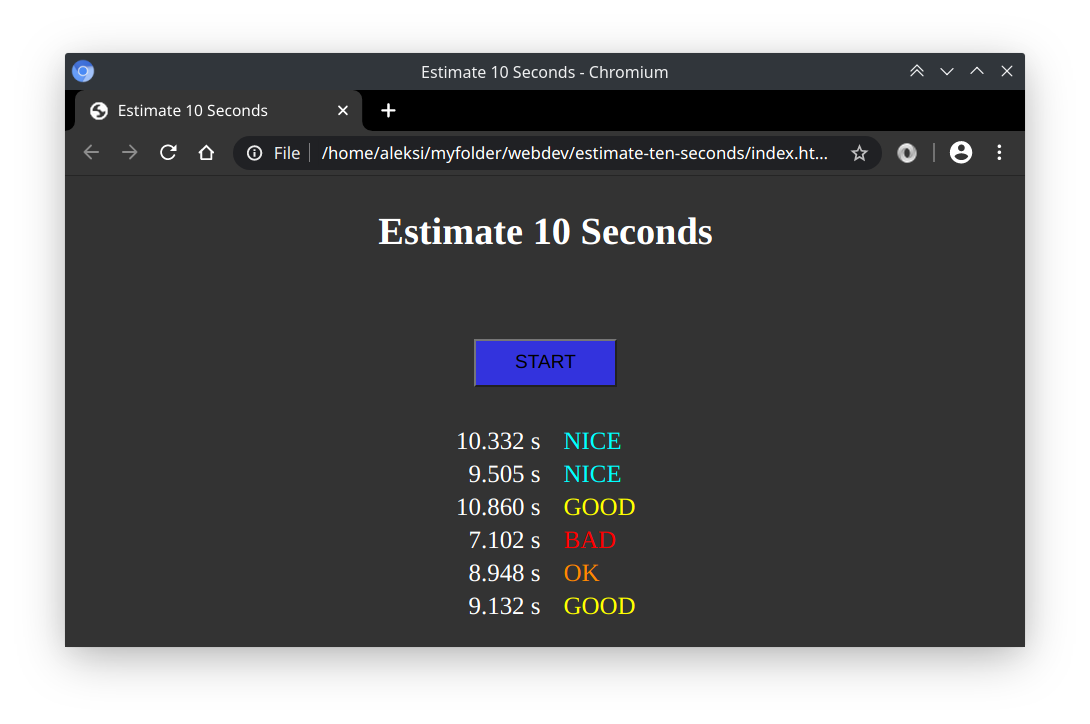 Estimate 10 Seconds - Chromium
Estimate 10 Seconds
File /home/aleksi/myfolder/webdev/estimate-ten-seconds/index.ht...
Estimate 10 Seconds
START
10.332 s NICE
9.505 s NICE
10.860 s GOOD
7.102 s BAD
8.948 s OK
9.132 s GOOD